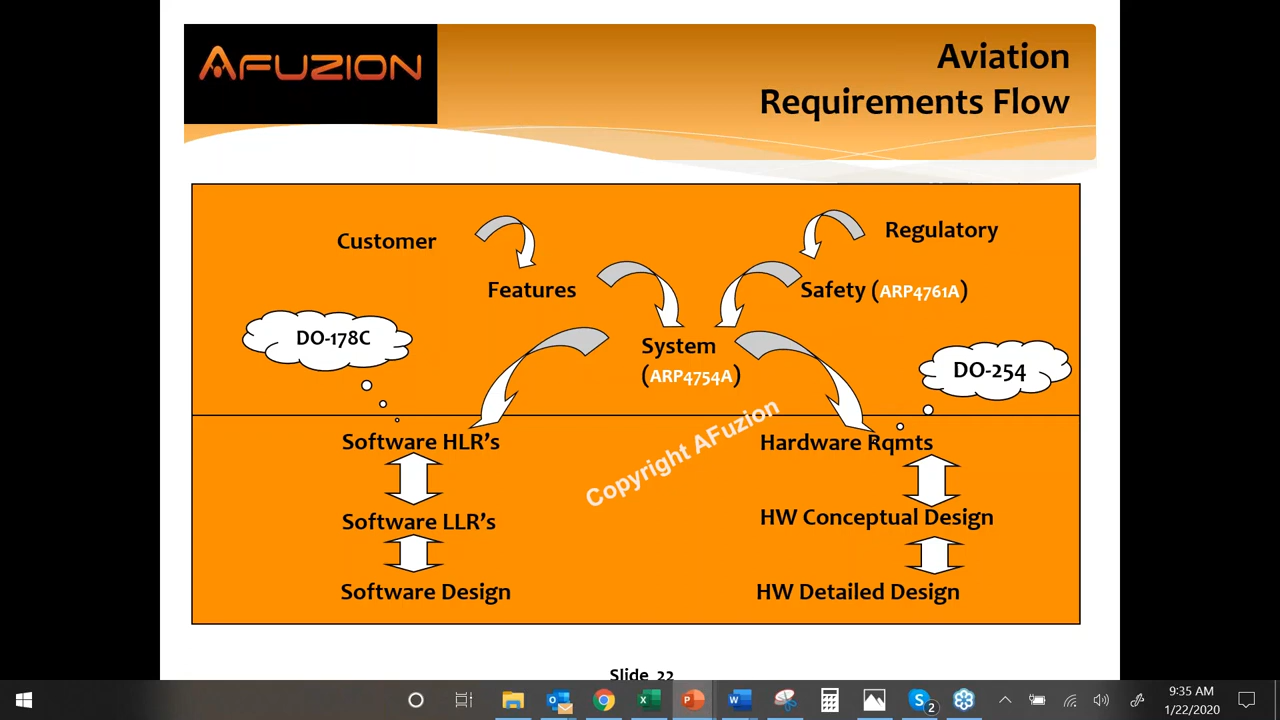 AFUZION
Aviation
Requirements Flow
Customer
Regulatory
Features
Safety (ARP4761A)
DO-178C
System
(ARP4754A)
DO-254
Copyright AFuzion
Software HLR's
Hardware Rqmts
Software LLR's
HW Conceptual Design
Software Design
HW Detailed Design
Slide 22
2
9:35 AM
1/22/2020